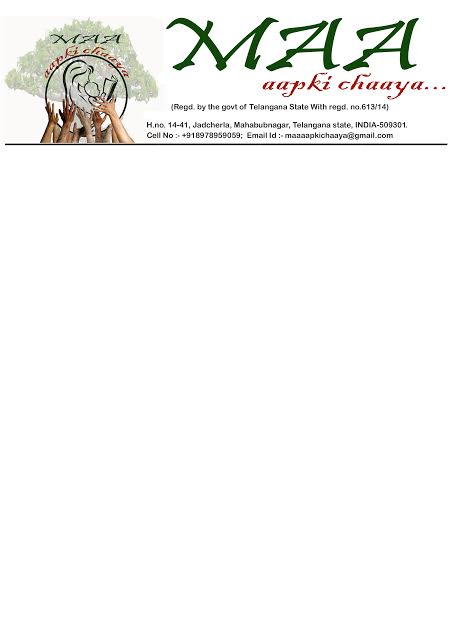 MAA
aapki chaaya
MAA
aapki chaaya...
(Regd. by the govt of Telangana State With regd. no.613/14)
H.no. 14-41, Jadcherla, Mahabubnagar, Telangana state, INDIA-509301.
Cell No :- +918978959059; Email Id :- maaaapkichaaya@gmail.com